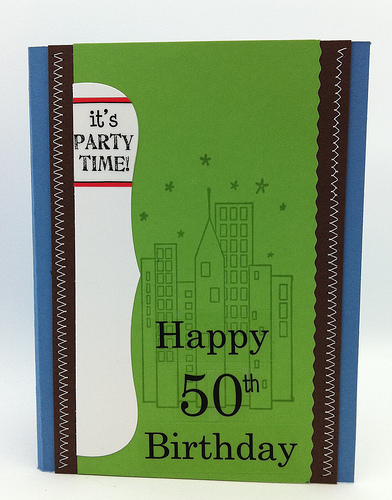 it's
PARTY
TIME!
Happy
50th
Birthday